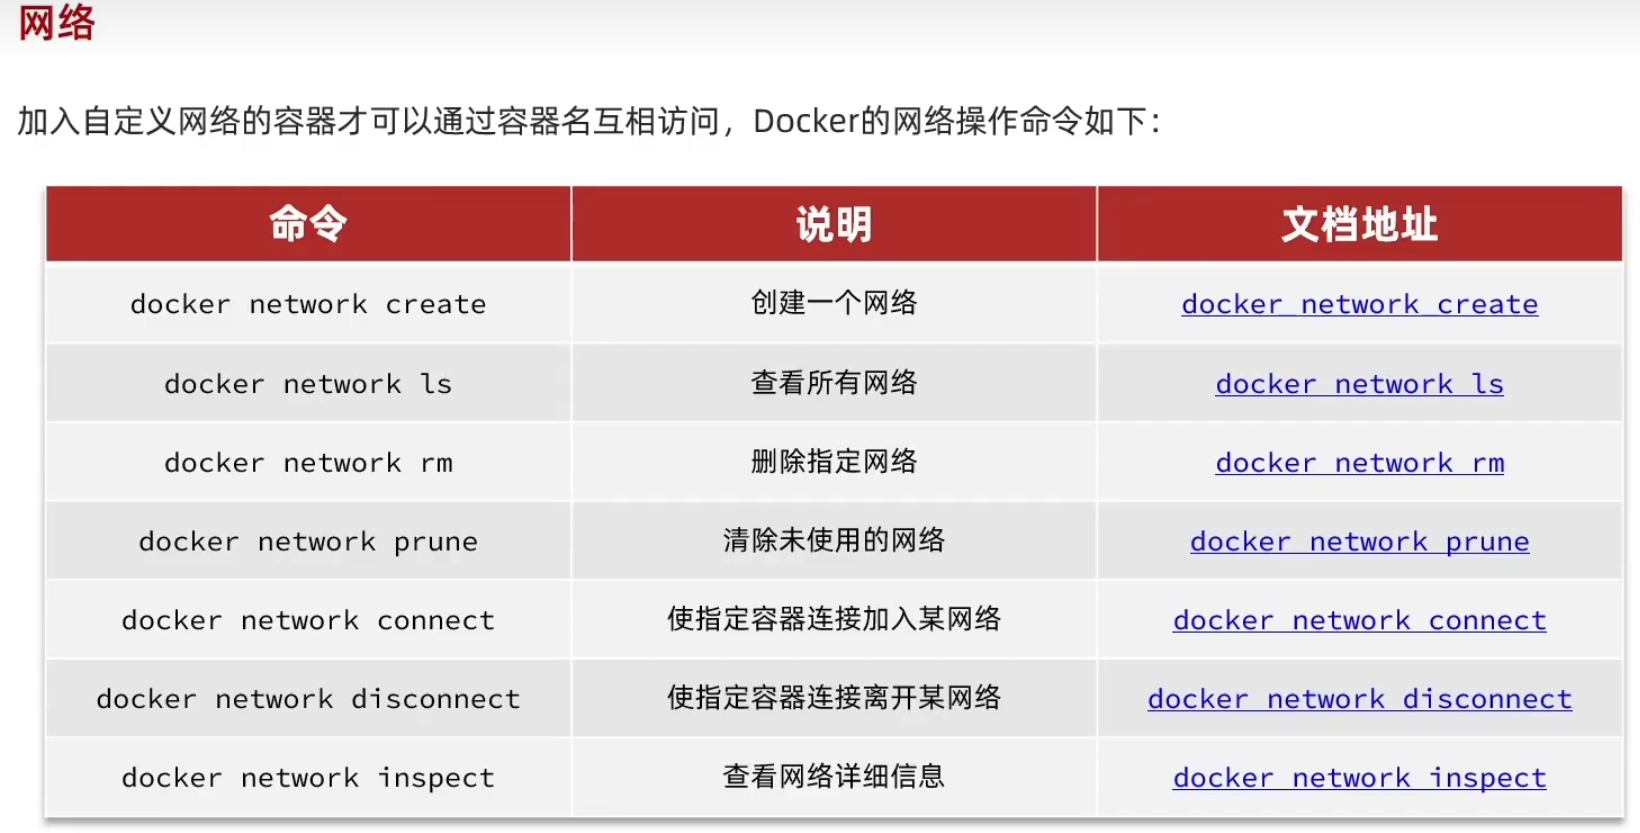 网络
加入自定义网络的容器才可以通过容器名互相访问，Docker的网络操作命令如下：
命令 说明 文档地址
docker network create 创建一个网络 docker network create
docker network ls 查看所有网络 docker network ls
docker network rm 删除指定网络 docker network rm
docker network prune 清除未使用的网络 docker network prune
docker network connect 使指定容器连接加入某网络 docker network connect
docker network disconnect 使指定容器连接离开某网络 docker network disconnect
docker network inspect 查看网络详细信息 docker network inspect